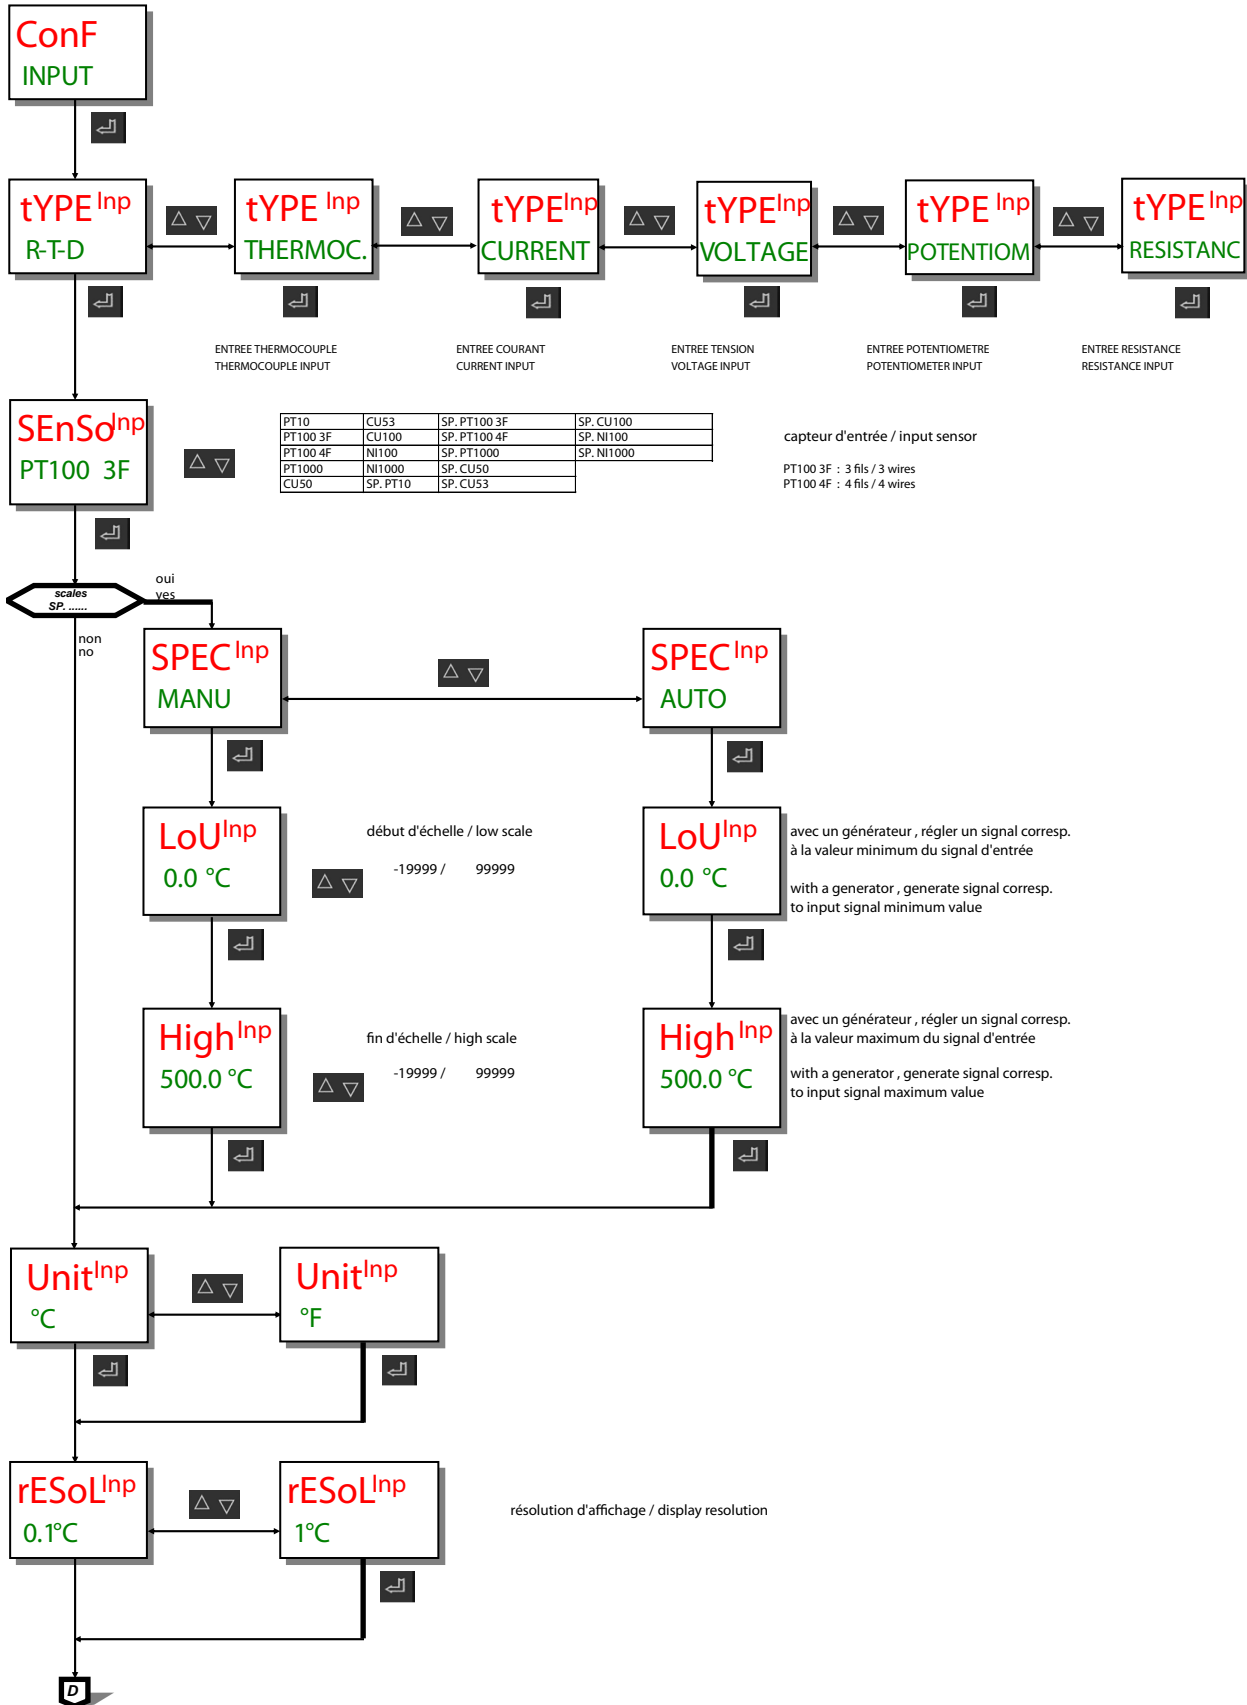 ConF
INPUT
tYPE Inp
R-T-D
tYPE Inp
THERMOC.
tYPE Inp
CURRENT
tYPE Inp
VOLTAGE
tYPE Inp
POTENTIOM
tYPE Inp
RESISTANC
ENTREE THERMOCOUPLE
THERMOCOUPLE INPUT
ENTREE COURANT
CURRENT INPUT
ENTREE TENSION
VOLTAGE INPUT
ENTREE POTENTIOMETRE
POTENTIOMETER INPUT
ENTREE RESISTANCE
RESISTANCE INPUT
SEnSo Inp
PT100 3F
PT10 CU53 SP. PT100 3F SP. CU100
PT100 3F CU100 SP. PT100 4F SP. NI100
PT100 4F NI100 SP. PT1000 SP. NI1000
PT1000 NI1000 SP. CU50
CU50 SP. PT10 SP. CU53
capteur d'entrée / input sensor
PT100 3F : 3 fils / 3 wires
PT100 4F : 4 fils / 4 wires
scales
SP. ......
oui
yes
non
no
SPEC Inp
MANU
SPEC Inp
AUTO
LoU Inp
0.0 °C
début d'échelle / low scale
-19999 / 99999
LoU Inp
0.0 °C
avec un générateur , régler un signal corresp.
à la valeur minimum du signal d'entrée
with a generator , generate signal corresp.
to input signal minimum value
High Inp
500.0 °C
fin d'échelle / high scale
-19999 / 99999
High Inp
500.0 °C
avec un générateur , régler un signal corresp.
à la valeur maximum du signal d'entrée
with a generator , generate signal corresp.
to input signal maximum value
Unit Inp
°C
Unit Inp
°F
rESoL Inp
0.1°C
rESoL Inp
1°C
résolution d'affichage / display resolution
D